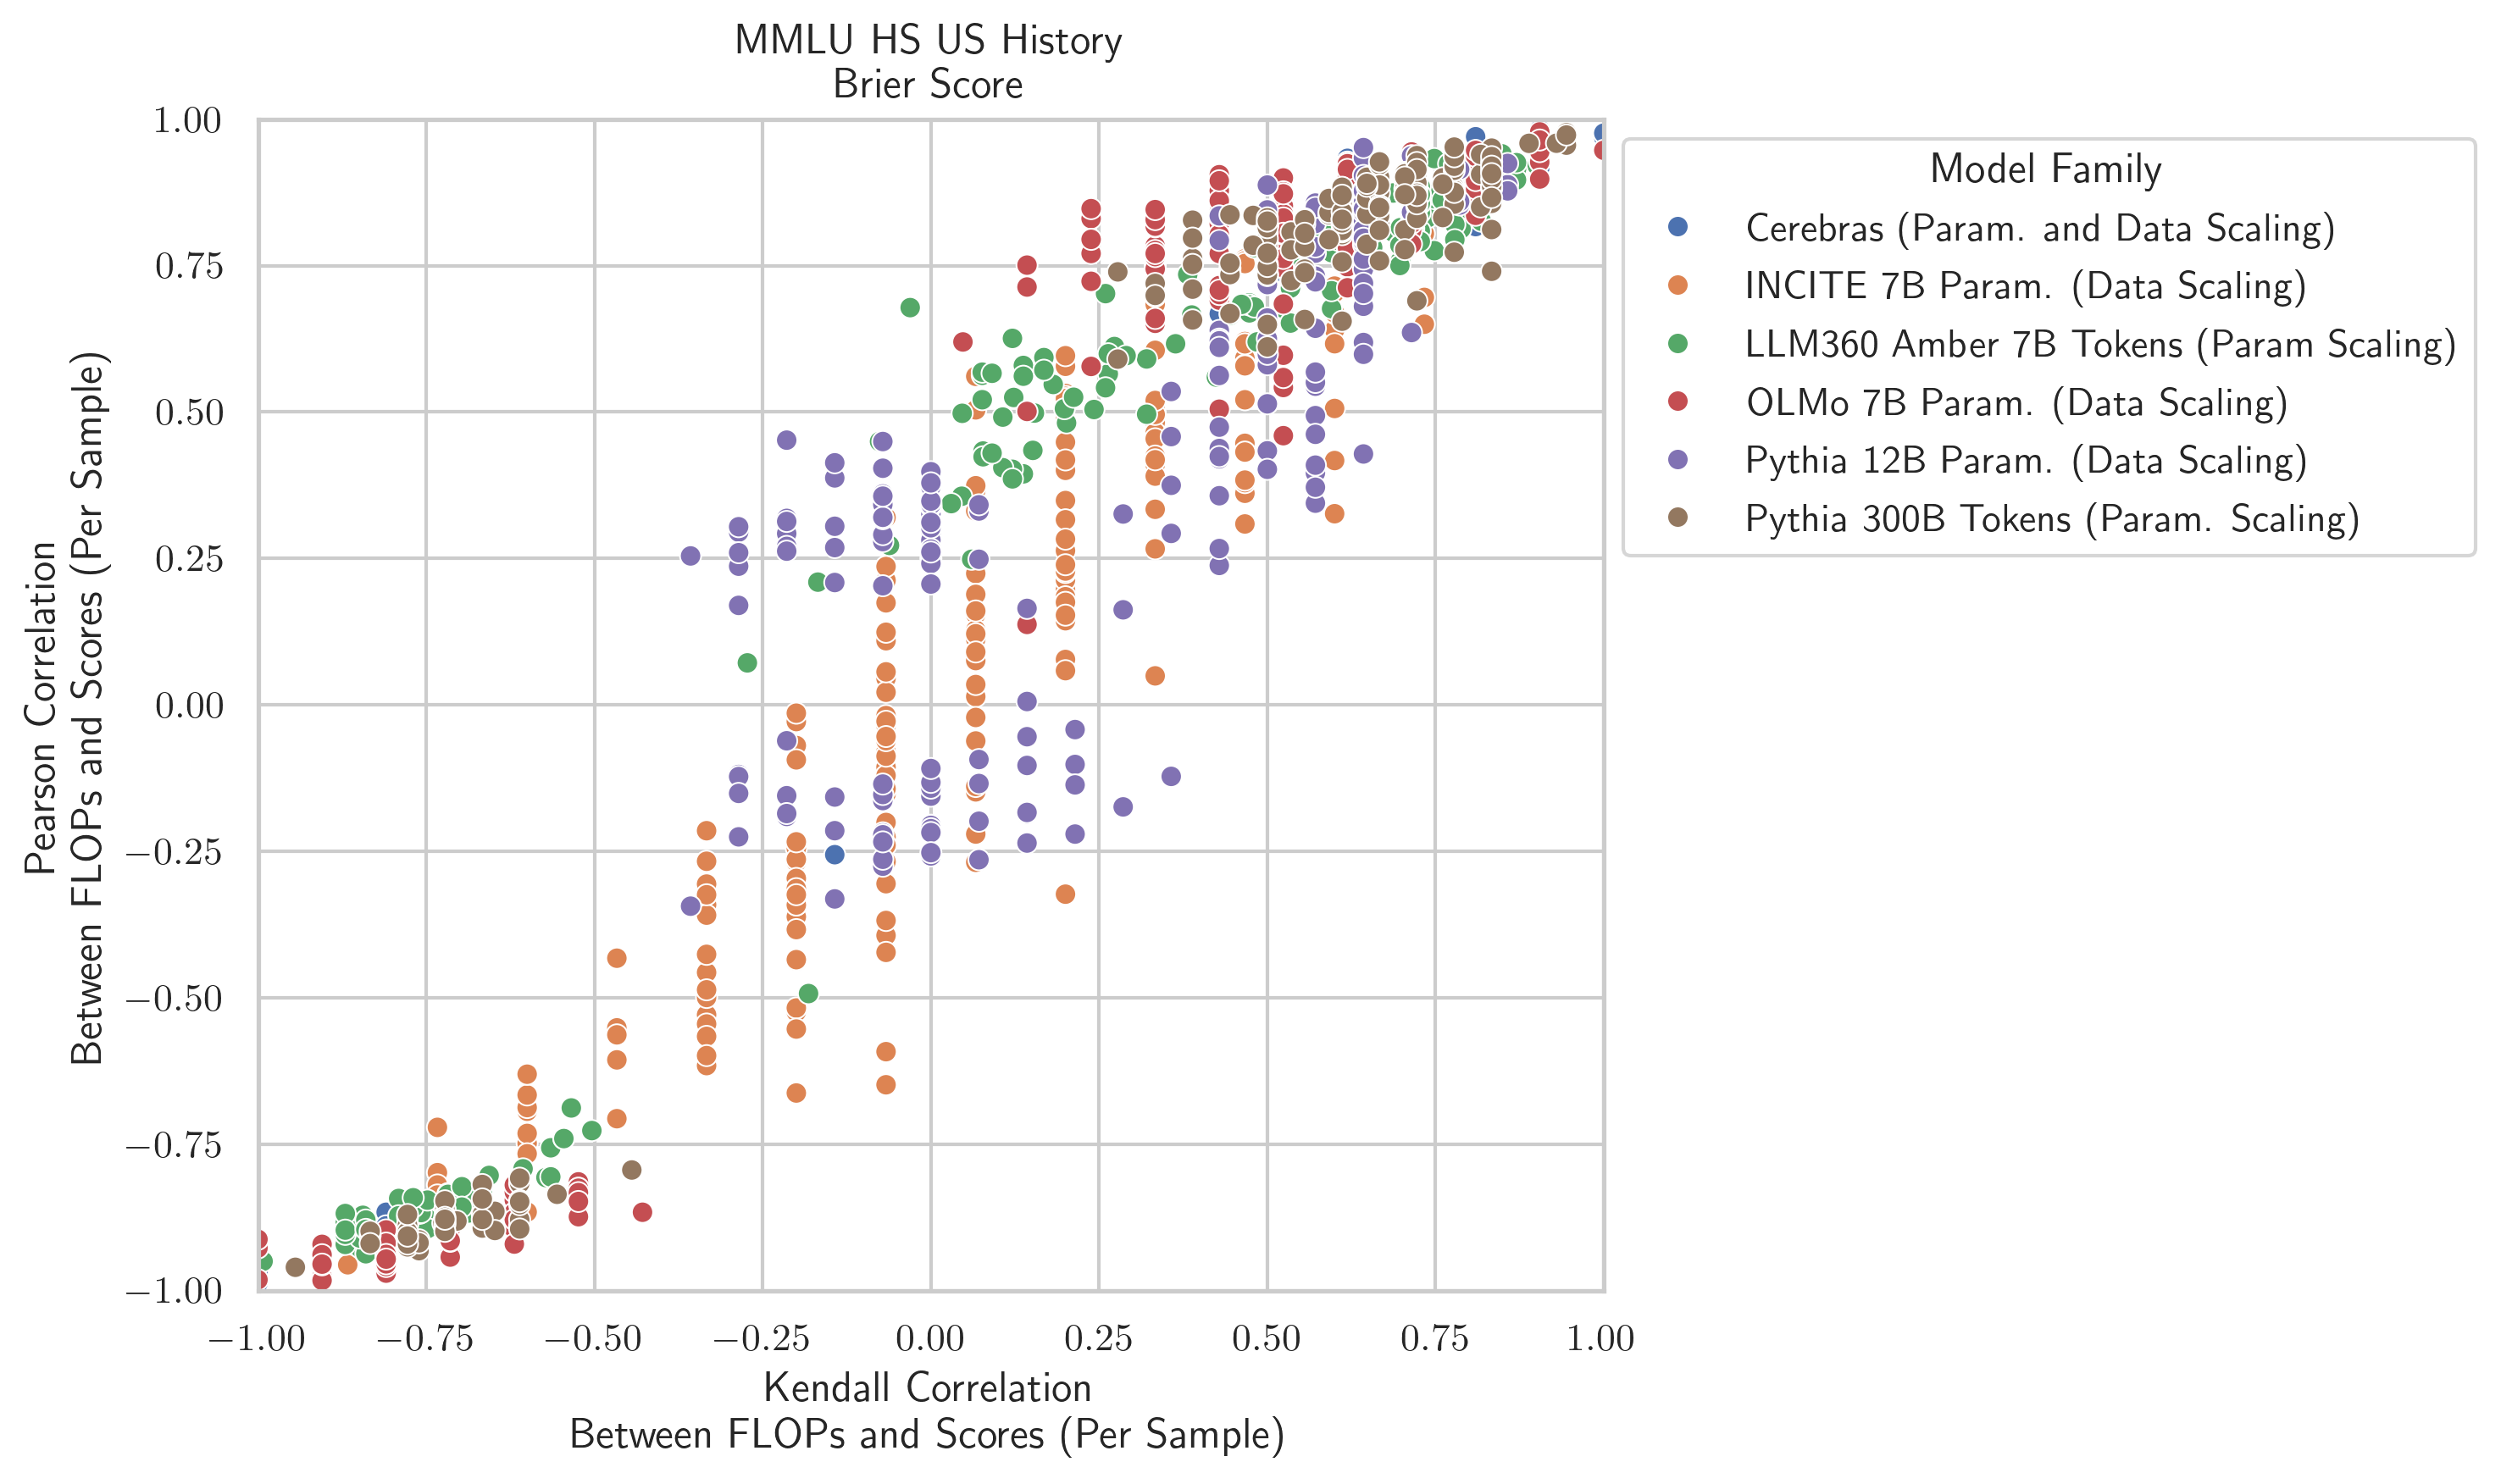 MMLU HS US History
Brier Score
1.00
0.75
0.50
0.25
0.00
−0.25
−0.50
−0.75
−1.00
Pearson Correlation
Between FLOPs and Scores (Per Sample)
−1.00 −0.75 −0.50 −0.25 0.00 0.25 0.50 0.75 1.00
Kendall Correlation
Between FLOPs and Scores (Per Sample)
Model Family
Cerebras (Param. and Data Scaling)
INCITE 7B Param. (Data Scaling)
LLM360 Amber 7B Tokens (Param Scaling)
OLMo 7B Param. (Data Scaling)
Pythia 12B Param. (Data Scaling)
Pythia 300B Tokens (Param. Scaling)